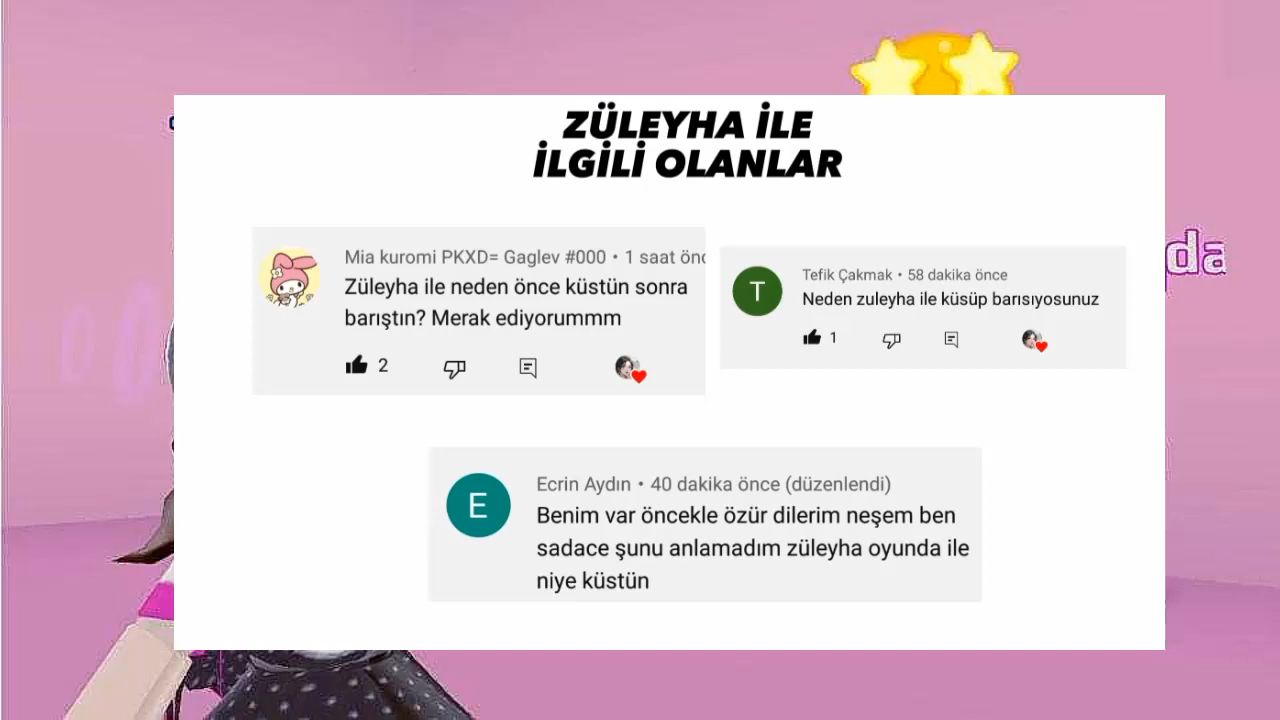 ZÜLEYHA İLE
İLGİLİ OLANLAR
Mia kuromi PKXD= Gaglev #000 • 1 saat önc
Züleyha ile neden önce küstün sonra
barıştın? Merak ediyorummm
2
T
Tefik Çakmak • 58 dakika önce
Neden zuleyha ile küsüp barısıyosunuz
1
E
Ecrin Aydın • 40 dakika önce (düzenlendi)
Benim var öncekle özür dilerim neşem ben
sadace şunu anlamadım züleyha oyunda ile
niye küstün
da